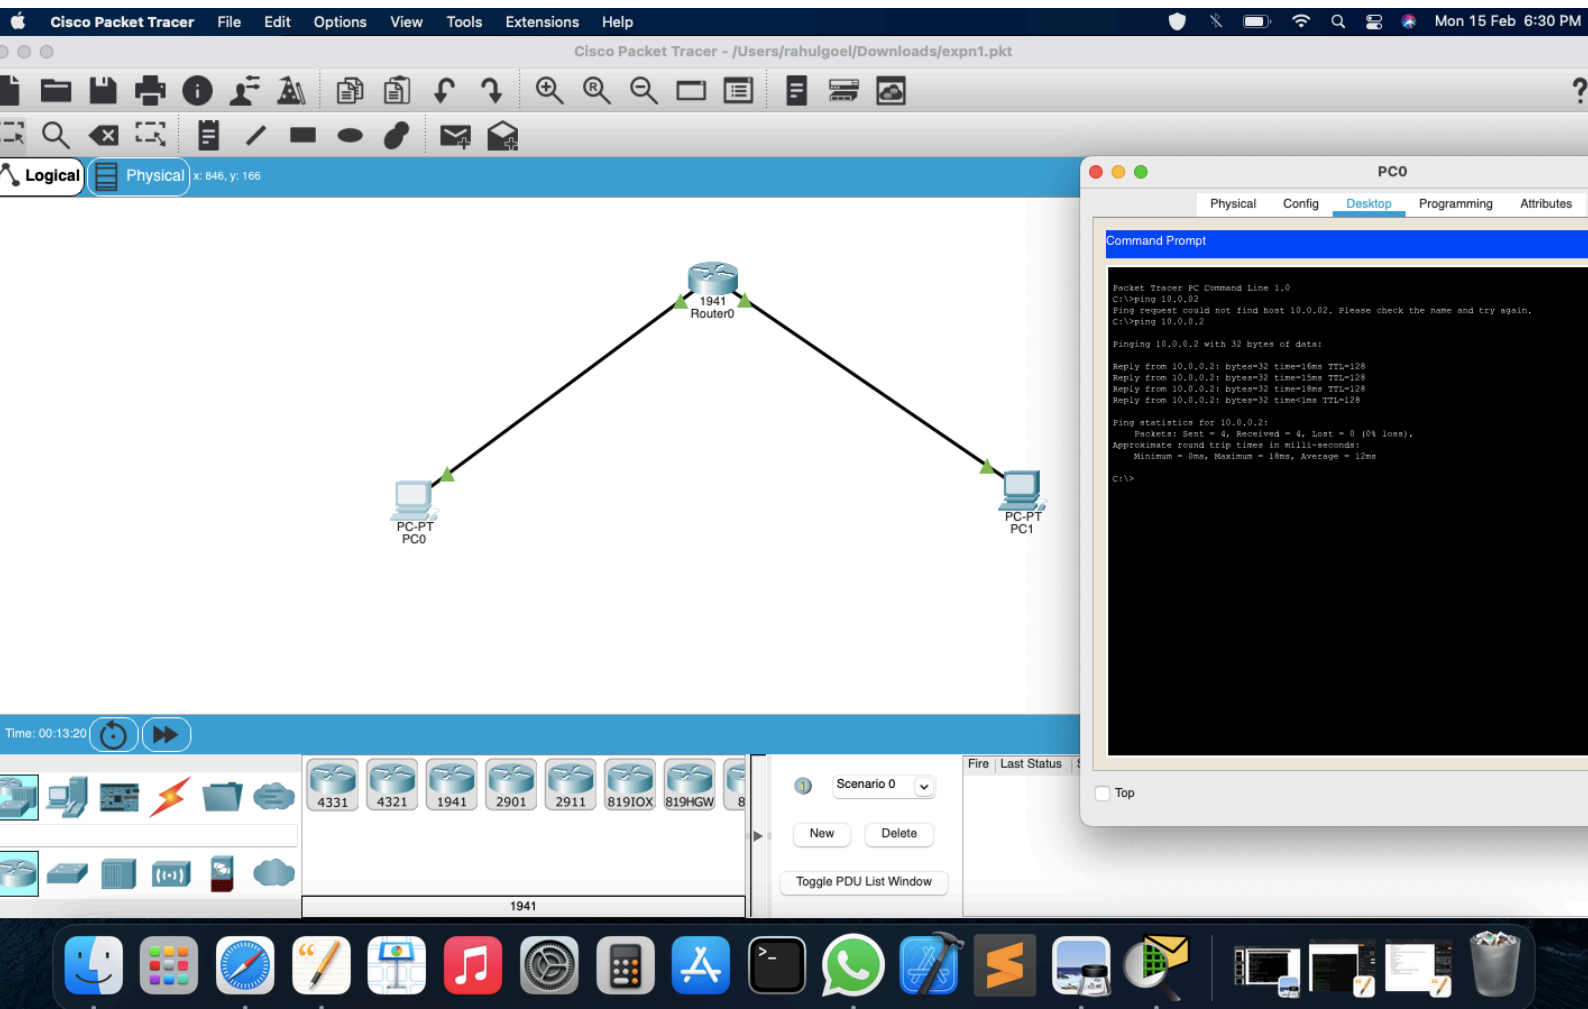 Cisco Packet Tracer File Edit Options View Tools Extensions Help Mon 15 Feb 6:30 PM
Cisco Packet Tracer - /Users/rahulgoel/Downloads/expn1.pkt
Logical Physical x: 846, y: 166
1941
Router0
PC-PT
PC0
PC-PT
PC1
PC0
Physical Config Desktop Programming Attributes
Command Prompt
Packet Tracer PC Command Line 1.0
C:\>ping 10.0.02
Ping request could not find host 10.0.02. Please check the name and try again.
C:\>ping 10.0.0.2
Pinging 10.0.0.2 with 32 bytes of data:
Reply from 10.0.0.2: bytes=32 time=16ms TTL=128
Reply from 10.0.0.2: bytes=32 time=15ms TTL=128
Reply from 10.0.0.2: bytes=32 time=18ms TTL=128
Reply from 10.0.0.2: bytes=32 time<1ms TTL=128
Ping statistics for 10.0.0.2:
Packets: Sent = 4, Received = 4, Lost = 0 (0% loss),
Approximate round trip times in milli-seconds:
Minimum = 0ms, Maximum = 18ms, Average = 12ms
C:\>
Top
Time: 00:13:20
4331 4321 1941 2901 2911 819IOX 819HGW 8
1941
Scenario 0
New Delete
Toggle PDU List Window
Fire Last Status